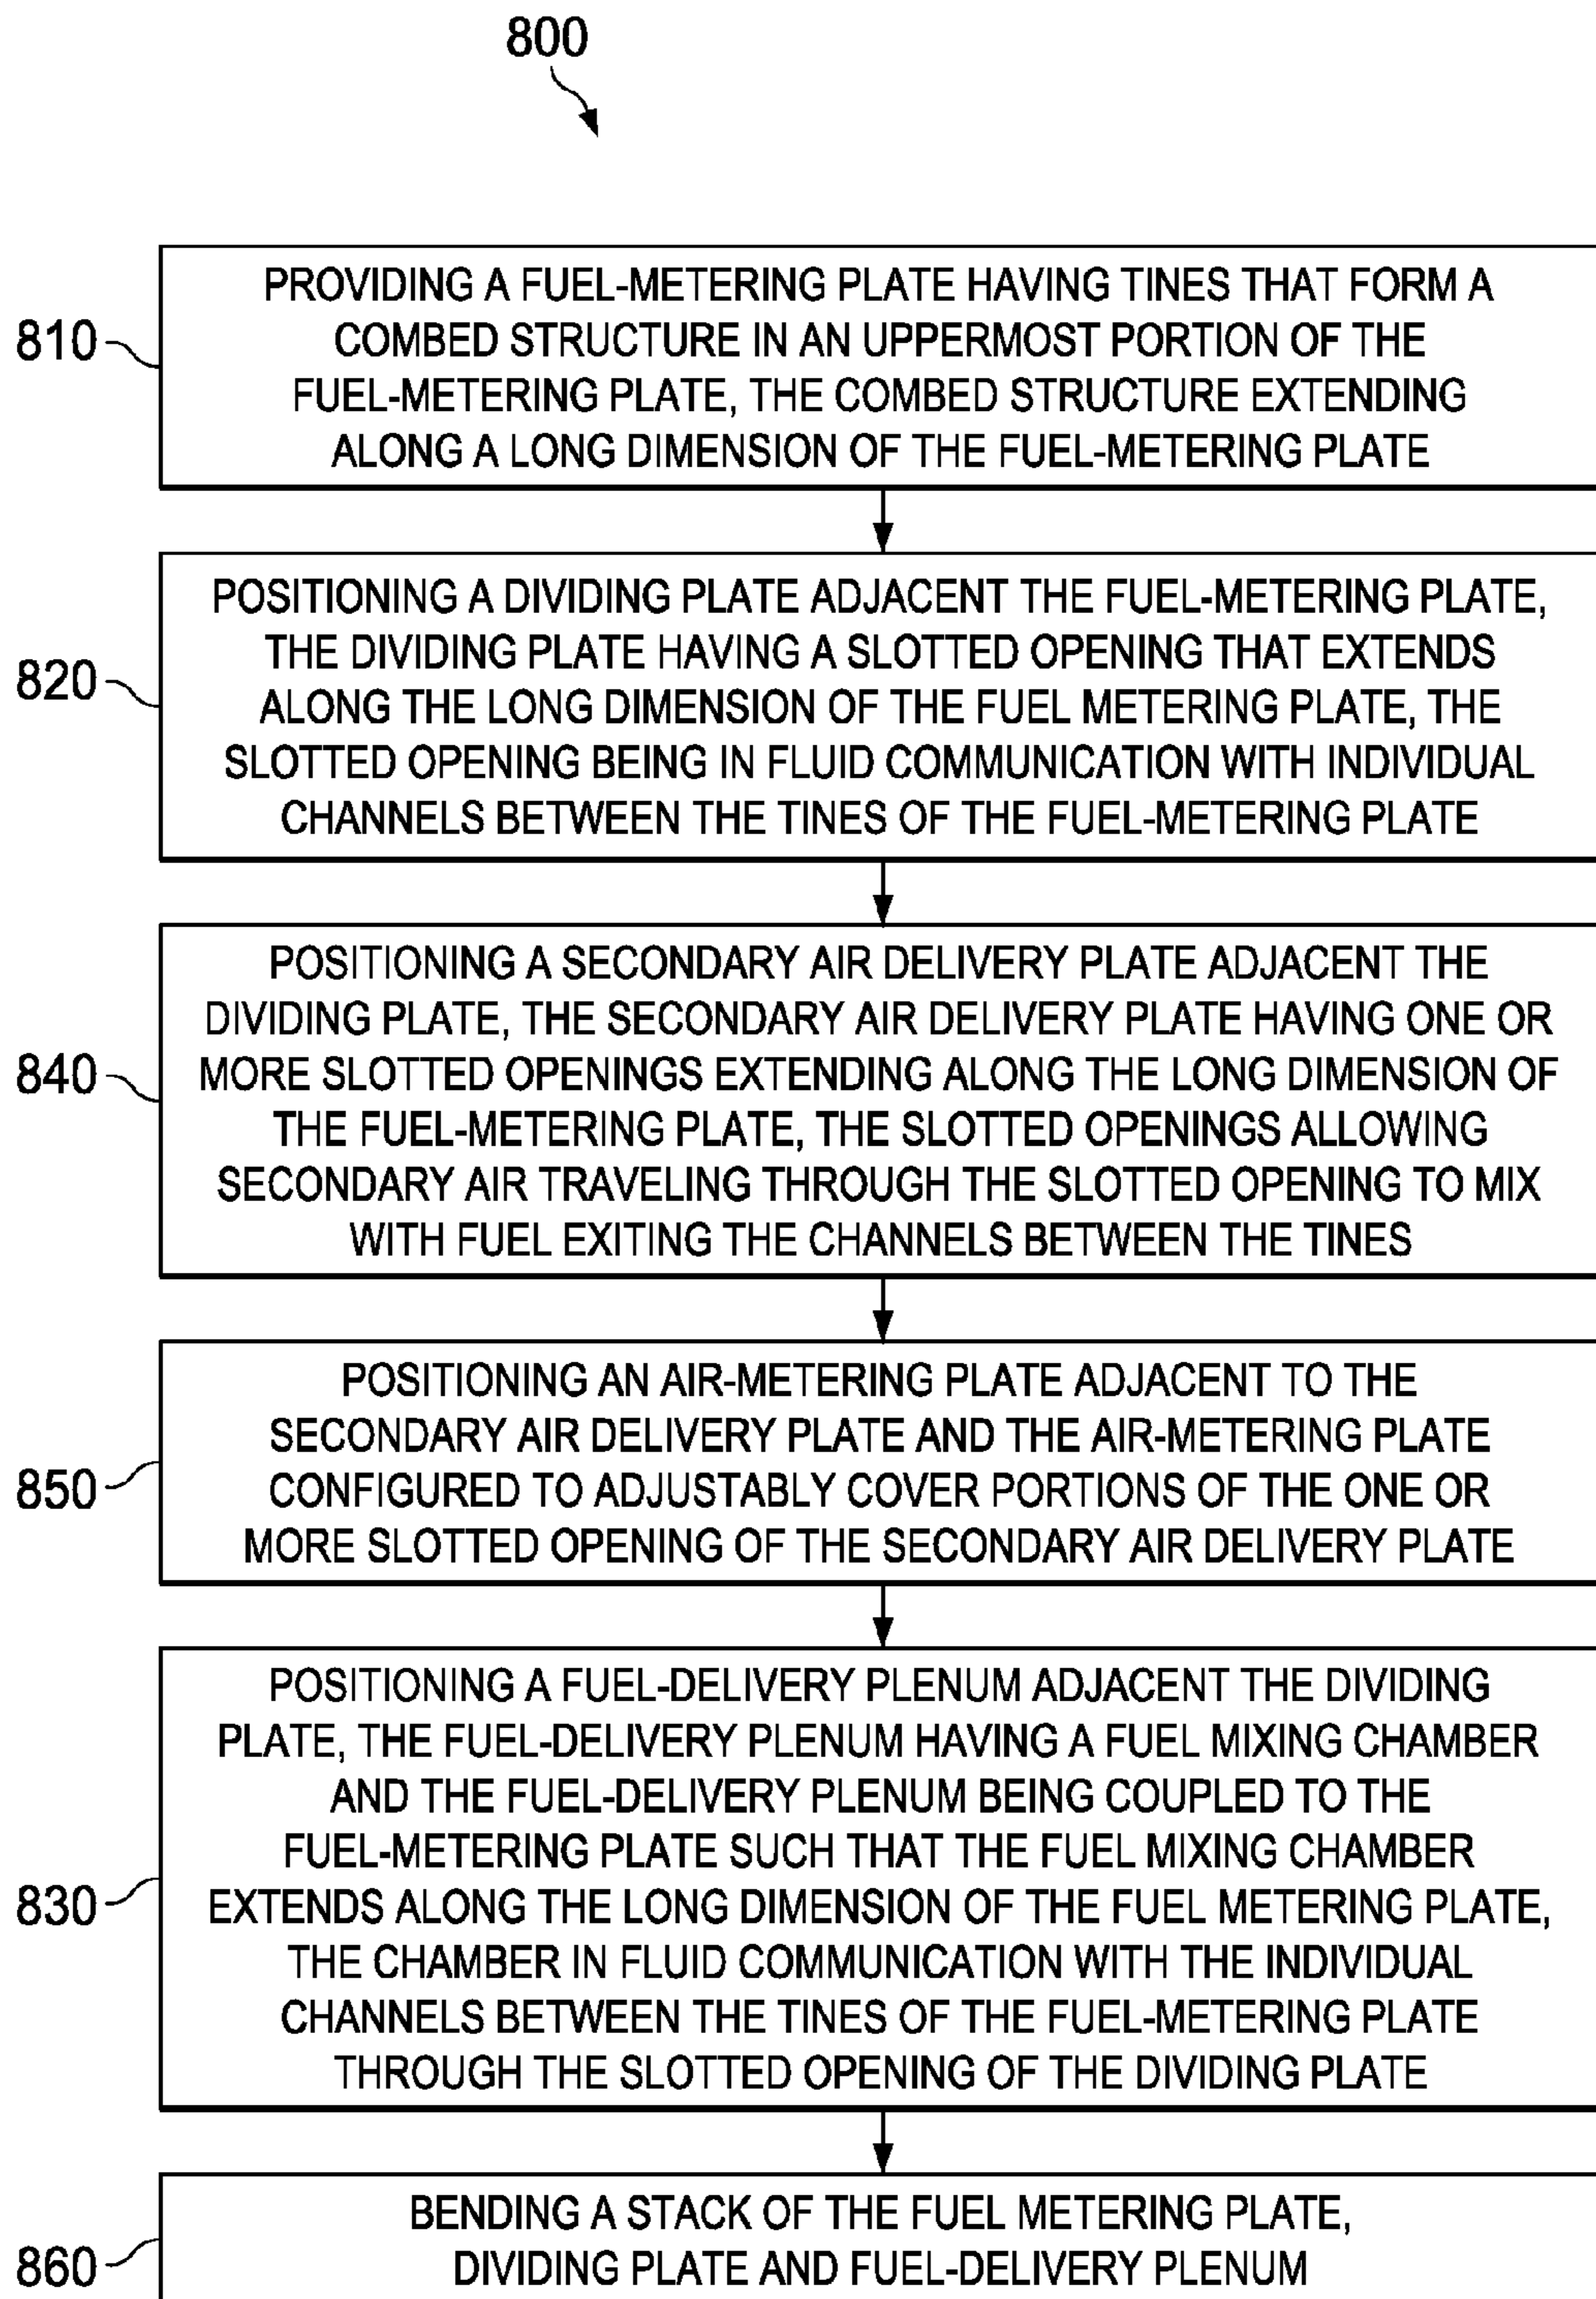 800
810
PROVIDING A FUEL-METERING PLATE HAVING TINES THAT FORM A
COMBED STRUCTURE IN AN UPPERMOST PORTION OF THE
FUEL-METERING PLATE, THE COMBED STRUCTURE EXTENDING
ALONG A LONG DIMENSION OF THE FUEL-METERING PLATE
820
POSITIONING A DIVIDING PLATE ADJACENT THE FUEL-METERING PLATE,
THE DIVIDING PLATE HAVING A SLOTTED OPENING THAT EXTENDS
ALONG THE LONG DIMENSION OF THE FUEL METERING PLATE, THE
SLOTTED OPENING BEING IN FLUID COMMUNICATION WITH INDIVIDUAL
CHANNELS BETWEEN THE TINES OF THE FUEL-METERING PLATE
840
POSITIONING A SECONDARY AIR DELIVERY PLATE ADJACENT THE
DIVIDING PLATE, THE SECONDARY AIR DELIVERY PLATE HAVING ONE OR
MORE SLOTTED OPENINGS EXTENDING ALONG THE LONG DIMENSION OF
THE FUEL-METERING PLATE, THE SLOTTED OPENINGS ALLOWING
SECONDARY AIR TRAVELING THROUGH THE SLOTTED OPENING TO MIX
WITH FUEL EXITING THE CHANNELS BETWEEN THE TINES
850
POSITIONING AN AIR-METERING PLATE ADJACENT TO THE
SECONDARY AIR DELIVERY PLATE AND THE AIR-METERING PLATE
CONFIGURED TO ADJUSTABLY COVER PORTIONS OF THE ONE OR
MORE SLOTTED OPENING OF THE SECONDARY AIR DELIVERY PLATE
830
POSITIONING A FUEL-DELIVERY PLENUM ADJACENT THE DIVIDING
PLATE, THE FUEL-DELIVERY PLENUM HAVING A FUEL MIXING CHAMBER
AND THE FUEL-DELIVERY PLENUM BEING COUPLED TO THE
FUEL-METERING PLATE SUCH THAT THE FUEL MIXING CHAMBER
EXTENDS ALONG THE LONG DIMENSION OF THE FUEL METERING PLATE,
THE CHAMBER IN FLUID COMMUNICATION WITH THE INDIVIDUAL
CHANNELS BETWEEN THE TINES OF THE FUEL-METERING PLATE
THROUGH THE SLOTTED OPENING OF THE DIVIDING PLATE
860
BENDING A STACK OF THE FUEL METERING PLATE,
DIVIDING PLATE AND FUEL-DELIVERY PLENUM